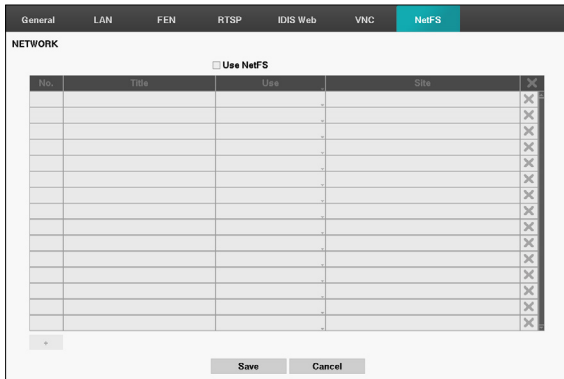 General LAN FEN RTSP IDIS Web VNC NetFS
NETWORK
Use NetFS
No. Title Use Site
+
Save Cancel